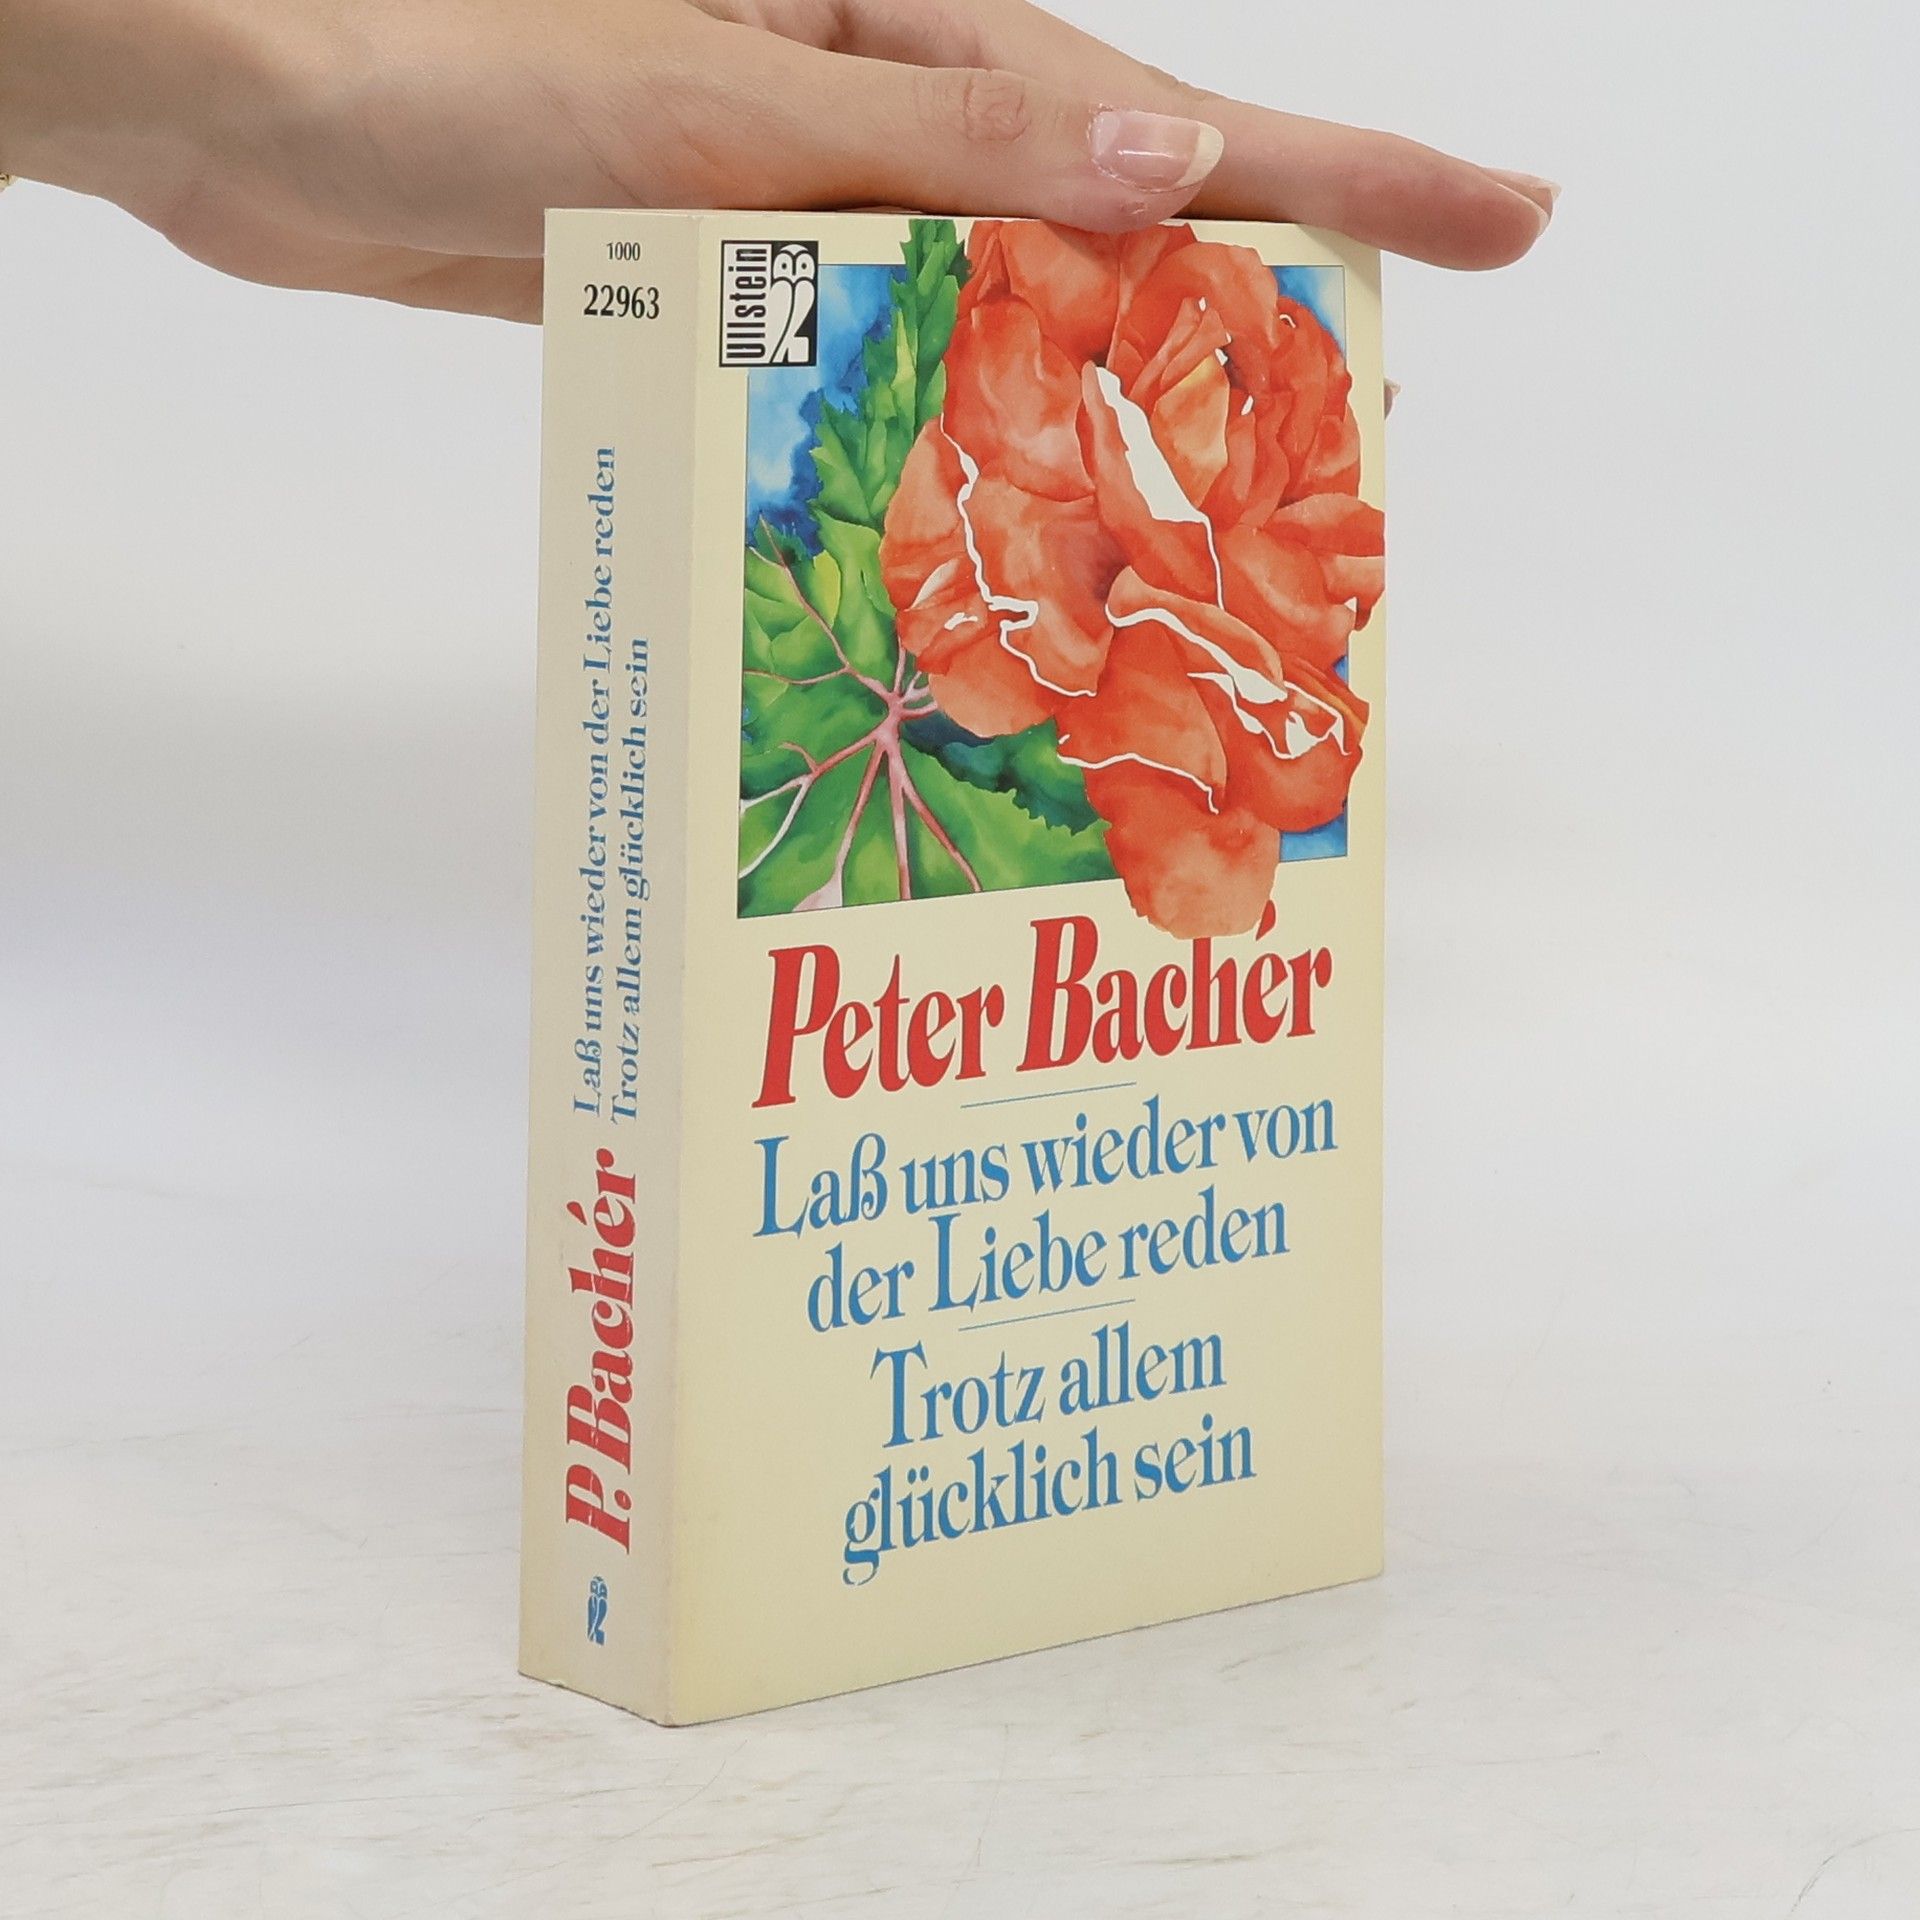 1000
22963
Laß uns wieder von der Liebe reden
Trotz allem glücklich sein
P. Bachér
Ullstein
Peter Bachér
Laß uns wieder von
der Liebe reden
Trotz allem
glücklich sein